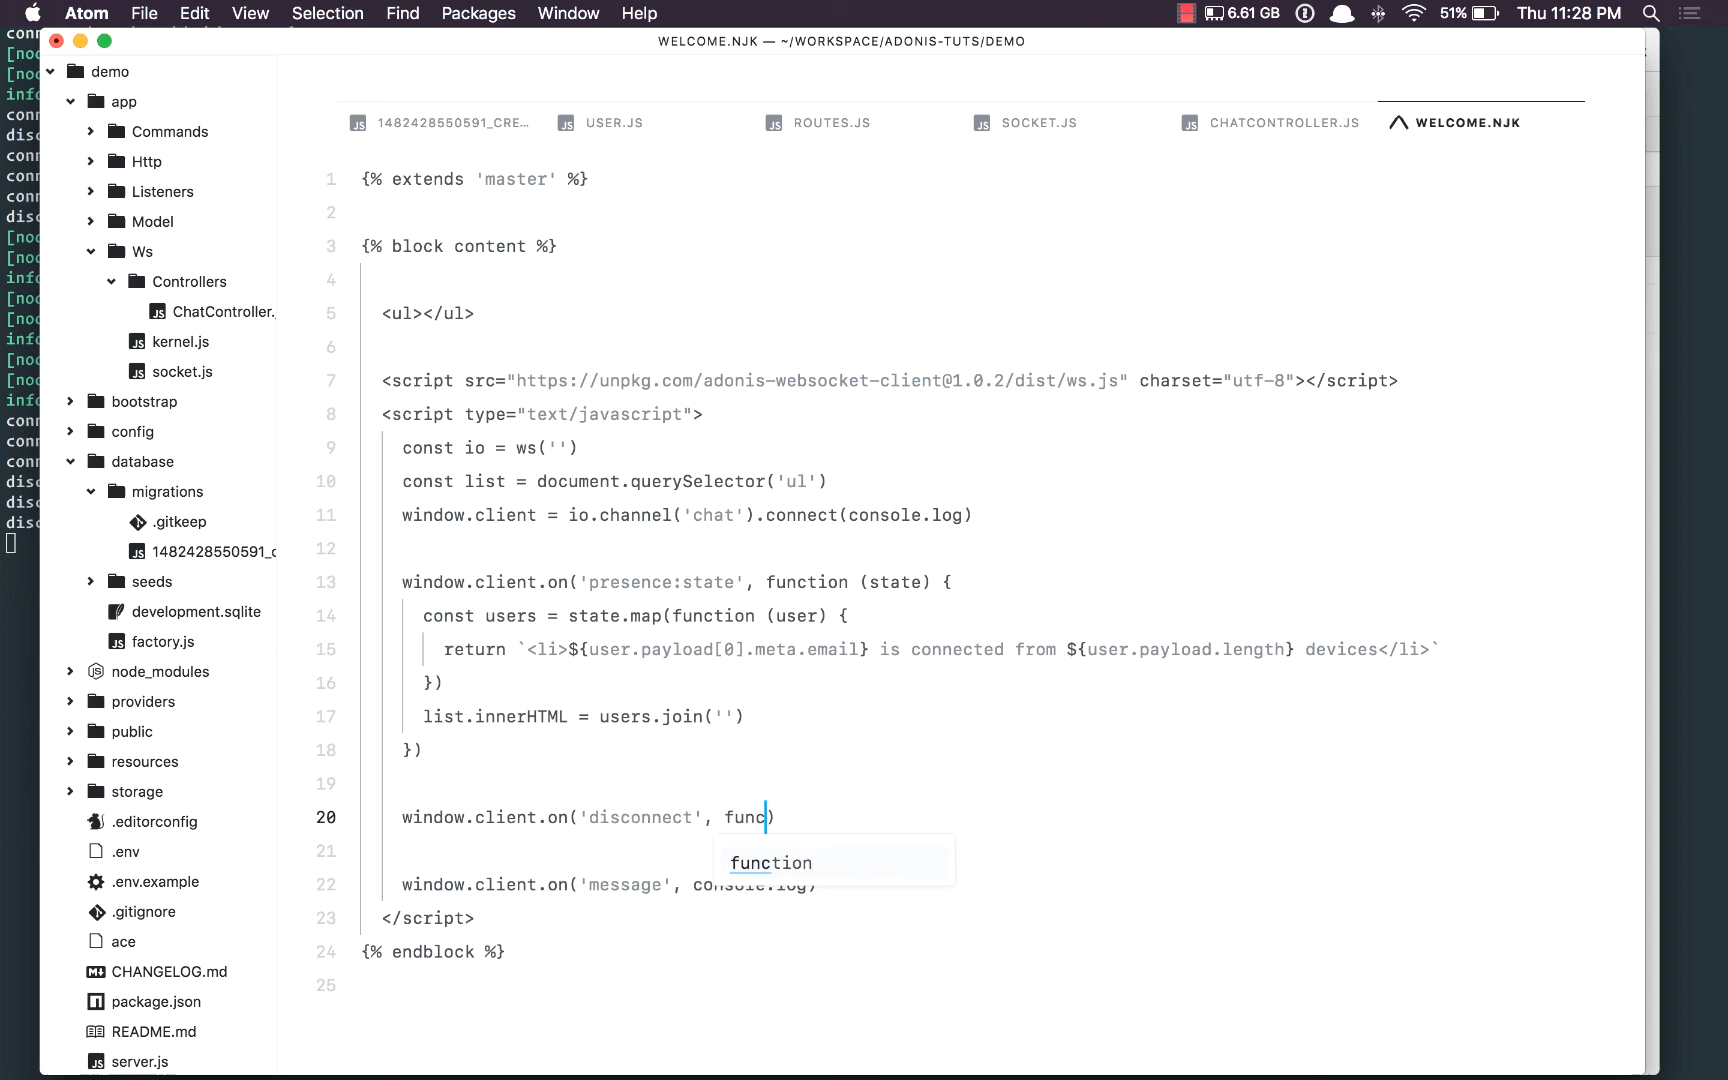 Atom File Edit View Selection Find Packages Window Help 6.61 GB 51% Thu 11:28 PM
WELCOME.NJK — ~/WORKSPACE/ADONIS-TUTS/DEMO
demo
app
Commands
Http
Listeners
Model
Ws
Controllers
ChatController.
kernel.js
socket.js
bootstrap
config
database
migrations
.gitkeep
1482428550591_c
seeds
development.sqlite
factory.js
node_modules
providers
public
resources
storage
.editorconfig
.env
.env.example
.gitignore
ace
CHANGELOG.md
package.json
README.md
server.js
1482428550591_CRE... USER.JS ROUTES.JS SOCKET.JS CHATCONTROLLER.JS WELCOME.NJK
1 {% extends 'master' %}
2
3 {% block content %}
4
5 <ul></ul>
6
7 <script src="https://unpkg.com/adonis-websocket-client@1.0.2/dist/ws.js" charset="utf-8"></script>
8 <script type="text/javascript">
9 const io = ws('')
10 const list = document.querySelector('ul')
11 window.client = io.channel('chat').connect(console.log)
12
13 window.client.on('presence:state', function (state) {
14 const users = state.map(function (user) {
15 return `<li>${user.payload[0].meta.email} is connected from ${user.payload.length} devices</li>`
16 })
17 list.innerHTML = users.join('')
18 })
19
20 window.client.on('disconnect', func)
21
function
22 window.client.on('message', console.log)
23 </script>
24 {% endblock %}
25